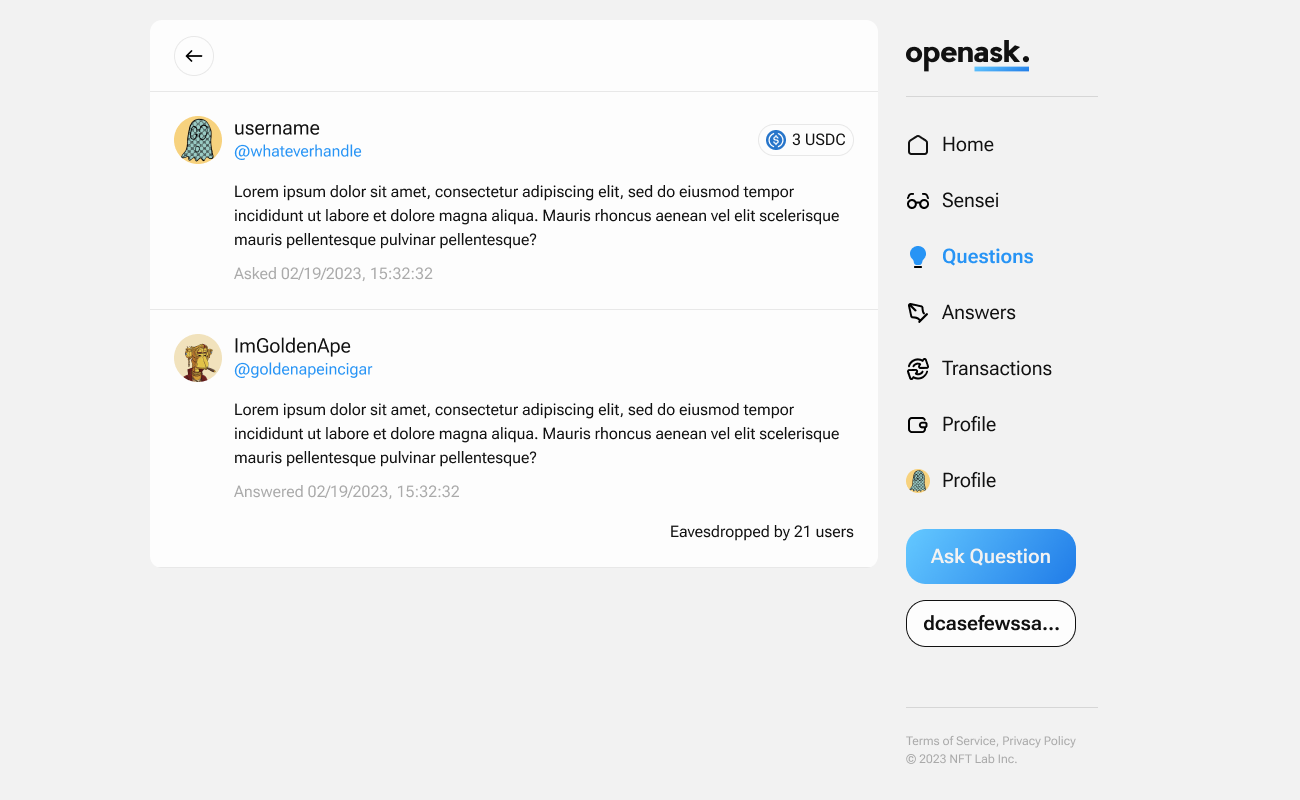 username
@whateverhandle
3 USDC
Lorem ipsum dolor sit amet, consectetur adipiscing elit, sed do eiusmod tempor
incididunt ut labore et dolore magna aliqua. Mauris rhoncus aenean vel elit scelerisque
mauris pellentesque pulvinar pellentesque?
Asked 02/19/2023, 15:32:32
ImGoldenApe
@goldenapeincigar
Lorem ipsum dolor sit amet, consectetur adipiscing elit, sed do eiusmod tempor
incididunt ut labore et dolore magna aliqua. Mauris rhoncus aenean vel elit scelerisque
mauris pellentesque pulvinar pellentesque?
Answered 02/19/2023, 15:32:32
Eavesdropped by 21 users
openask.
Home
Sensei
Questions
Answers
Transactions
Profile
Profile
Ask Question
dcasefewssa...
Terms of Service, Privacy Policy
© 2023 NFT Lab Inc.